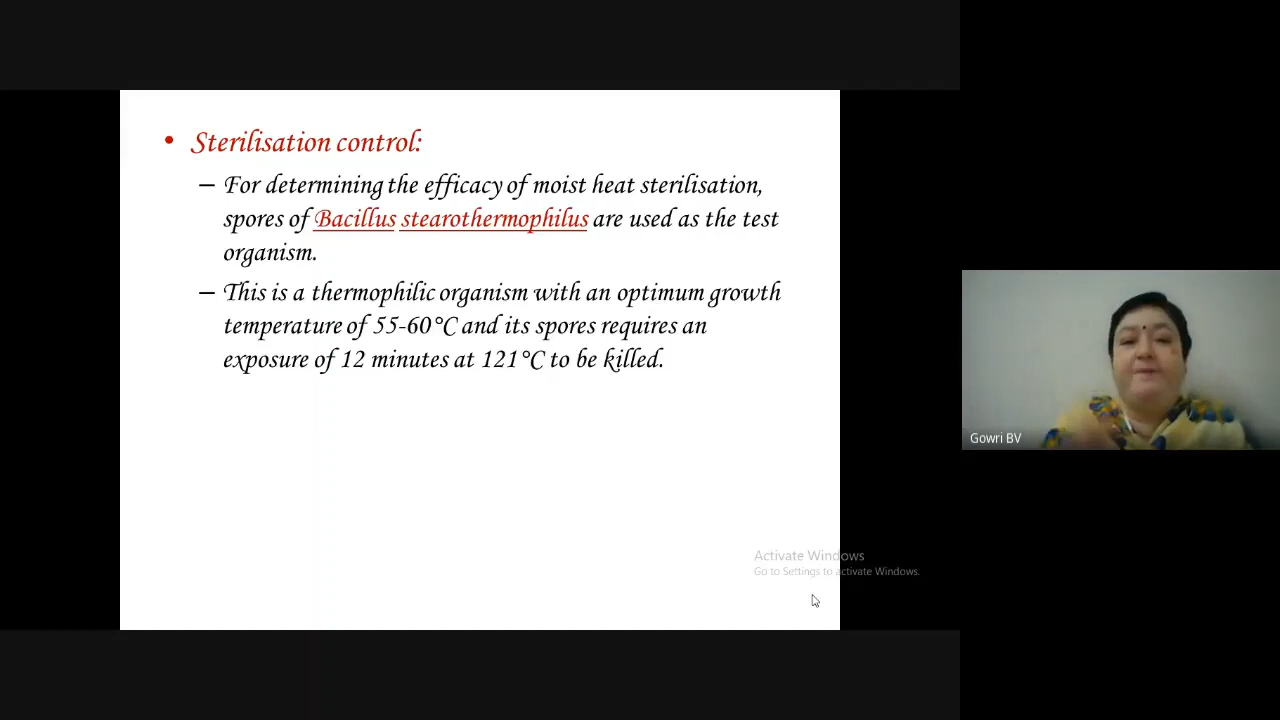 • Sterilisation control:
– For determining the efficacy of moist heat sterilisation,
spores of Bacillus stearothermophilus are used as the test
organism.
– This is a thermophilic organism with an optimum growth
temperature of 55-60°C and its spores requires an
exposure of 12 minutes at 121°C to be killed.
Gowri BV
Activate Windows
Go to Settings to activate Windows.